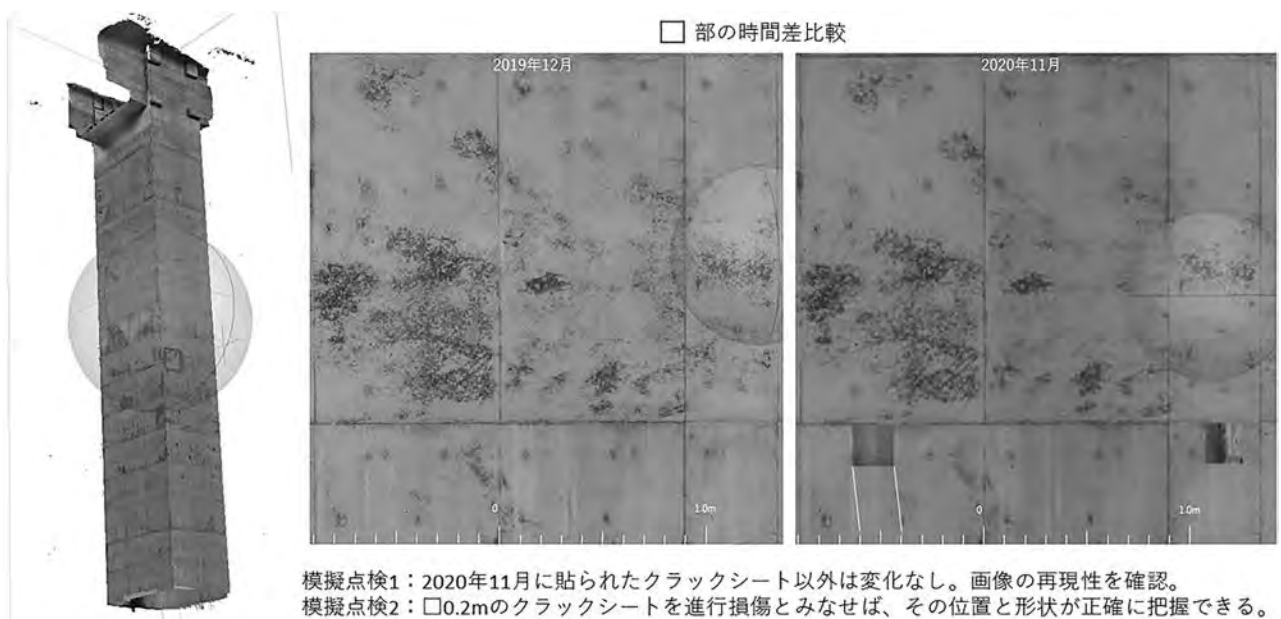 □ 部の時間差比較
2019年12月
2020年11月
0
1.0m
0
1.0m
模擬点検1：2020年11月に貼られたクラックシート以外は変化なし。画像の再現性を確認。
模擬点検2：□0.2mのクラックシートを進行損傷とみなせば、その位置と形状が正確に把握できる。